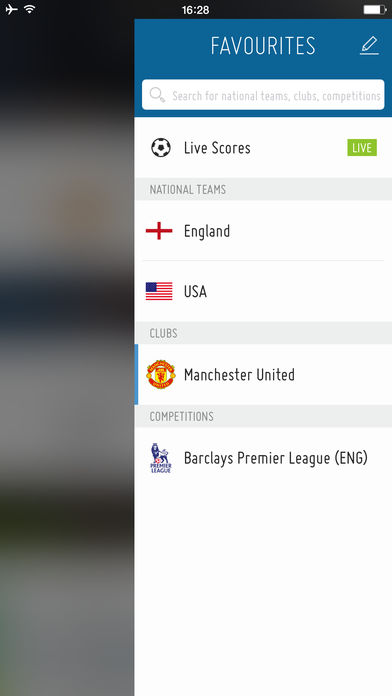 16:28
FAVOURITES
Search for national teams, clubs, competitions
Live Scores LIVE
NATIONAL TEAMS
England
USA
CLUBS
Manchester United
COMPETITIONS
PREMIER
LEAGUE
Barclays Premier League (ENG)